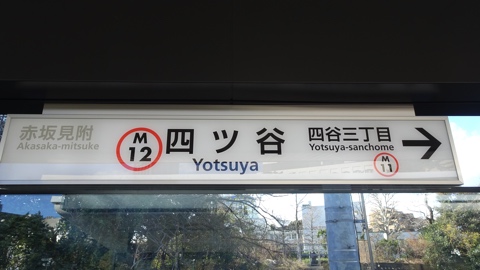 赤坂見附
Akasaka-mitsuke
M
12
四ツ谷
Yotsuya
四谷三丁目
Yotsuya-sanchome
M
11